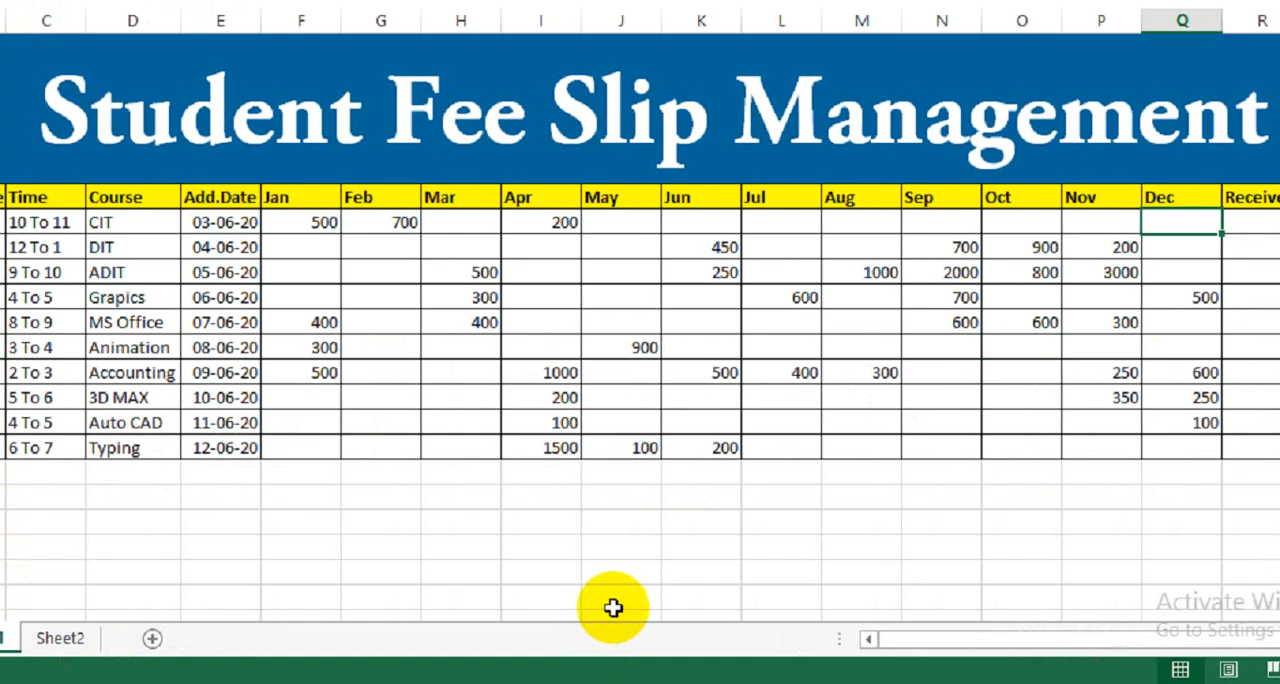 C D E F G H I J K L M N O P Q R
Student Fee Slip Management
e Time Course Add.Date Jan Feb Mar Apr May Jun Jul Aug Sep Oct Nov Dec Receive
10 To 11 CIT 03-06-20 500 700 200
12 To 1 DIT 04-06-20 450 700 900 200
9 To 10 ADIT 05-06-20 500 250 1000 2000 800 3000
4 To 5 Grapics 06-06-20 300 600 700 500
8 To 9 MS Office 07-06-20 400 400 600 600 300
3 To 4 Animation 08-06-20 300 900
2 To 3 Accounting 09-06-20 500 1000 500 400 300 250 600
5 To 6 3D MAX 10-06-20 200 350 250
4 To 5 Auto CAD 11-06-20 100 100
6 To 7 Typing 12-06-20 1500 100 200
Activate Wi
Go to Settings
Sheet2